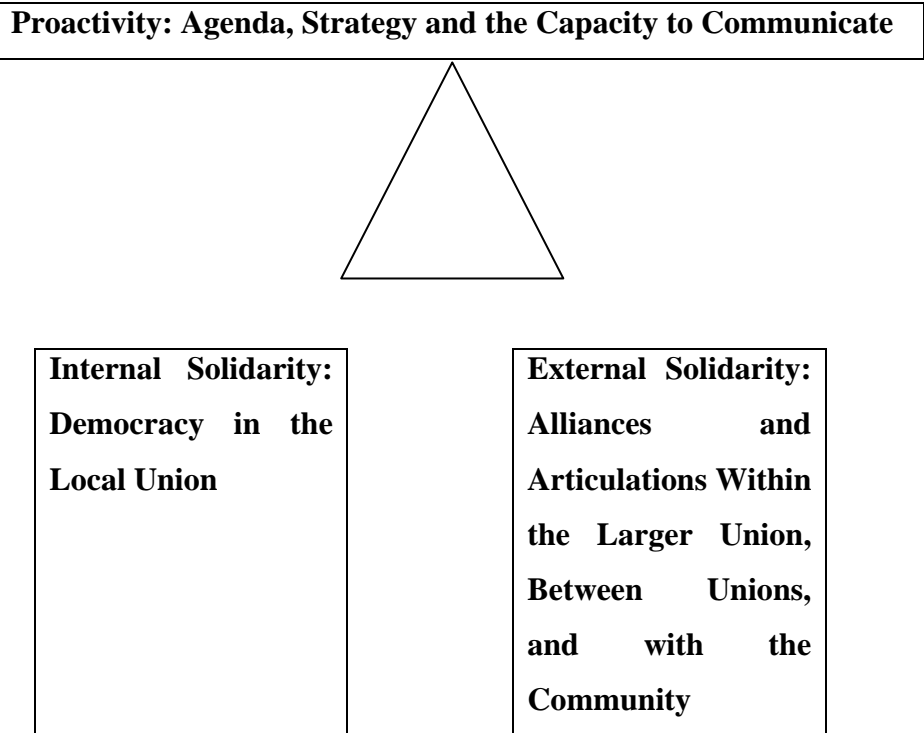 Proactivity: Agenda, Strategy and the Capacity to Communicate
Internal Solidarity:
Democracy in the
Local Union
External Solidarity:
Alliances and
Articulations Within
the Larger Union,
Between Unions,
and with the
Community